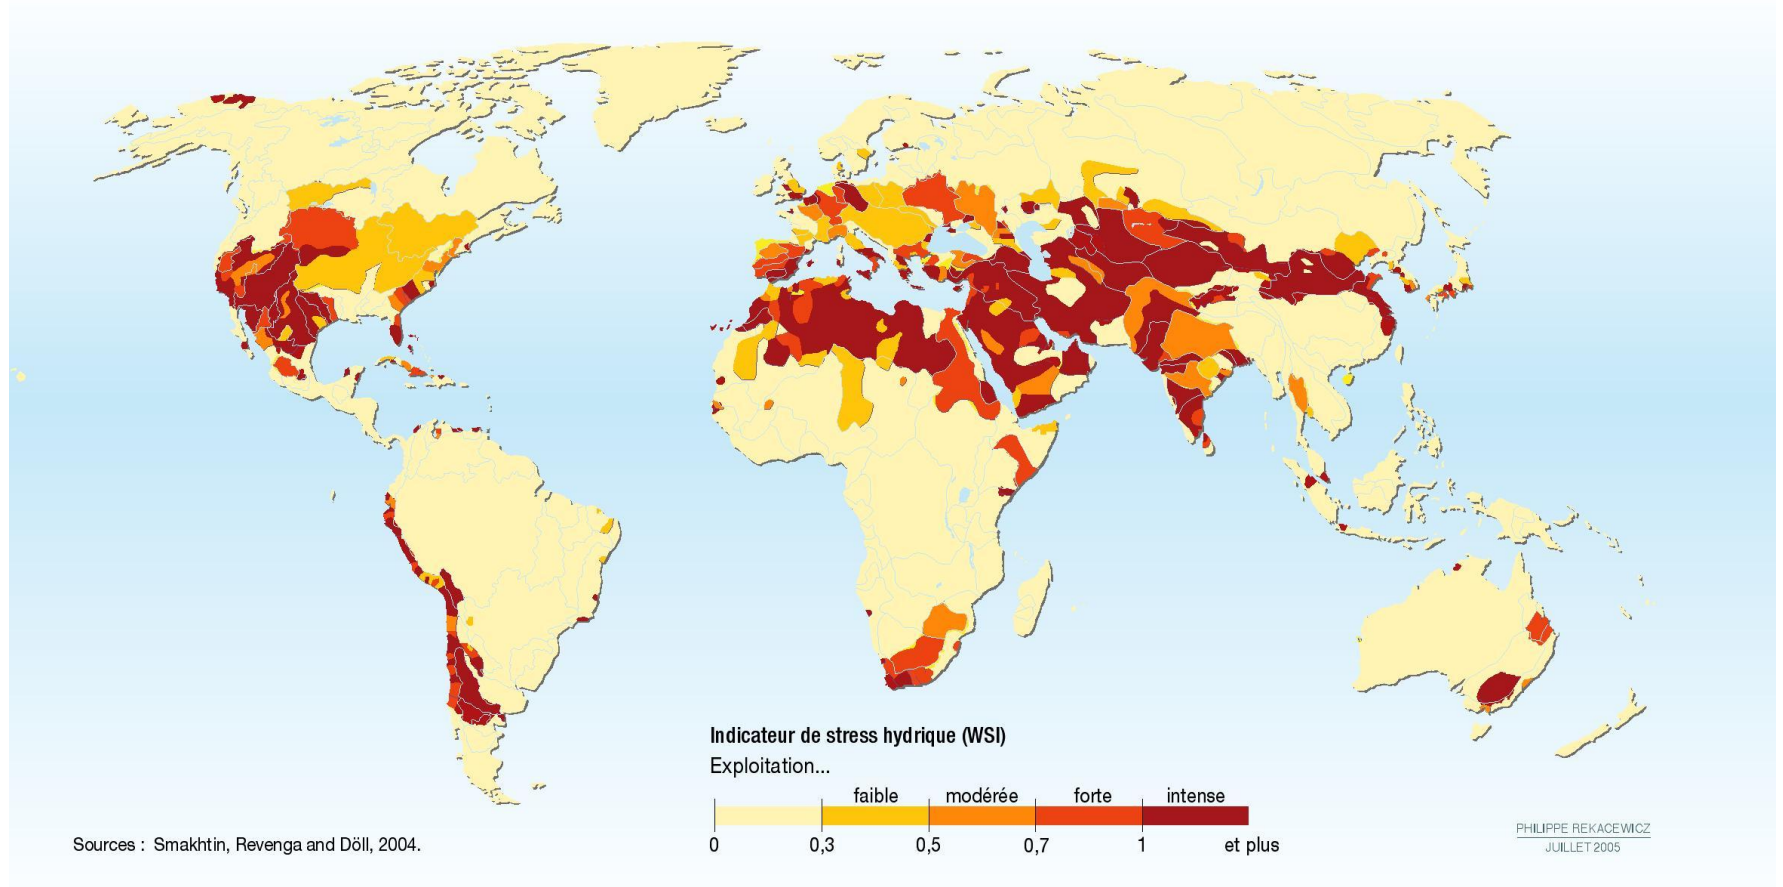 Indicateur de stress hydrique (WSI)
Exploitation...
faible modérée forte intense
0 0,3 0,5 0,7 1 et plus
Sources : Smakhtin, Revenga and Döll, 2004.
PHILIPPE REKACEWICZ
JUILLET 2005